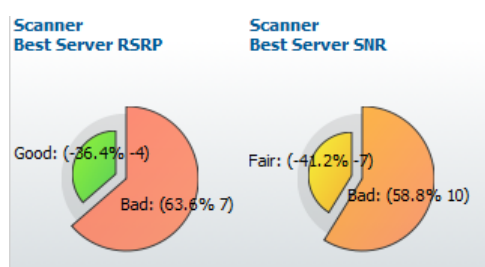 Scanner
Best Server RSRP
Scanner
Best Server SNR
Good: (-36.4% -4)
Bad: (63.6% 7)
Fair: (-41.2% -7)
Bad: (58.8% 10)